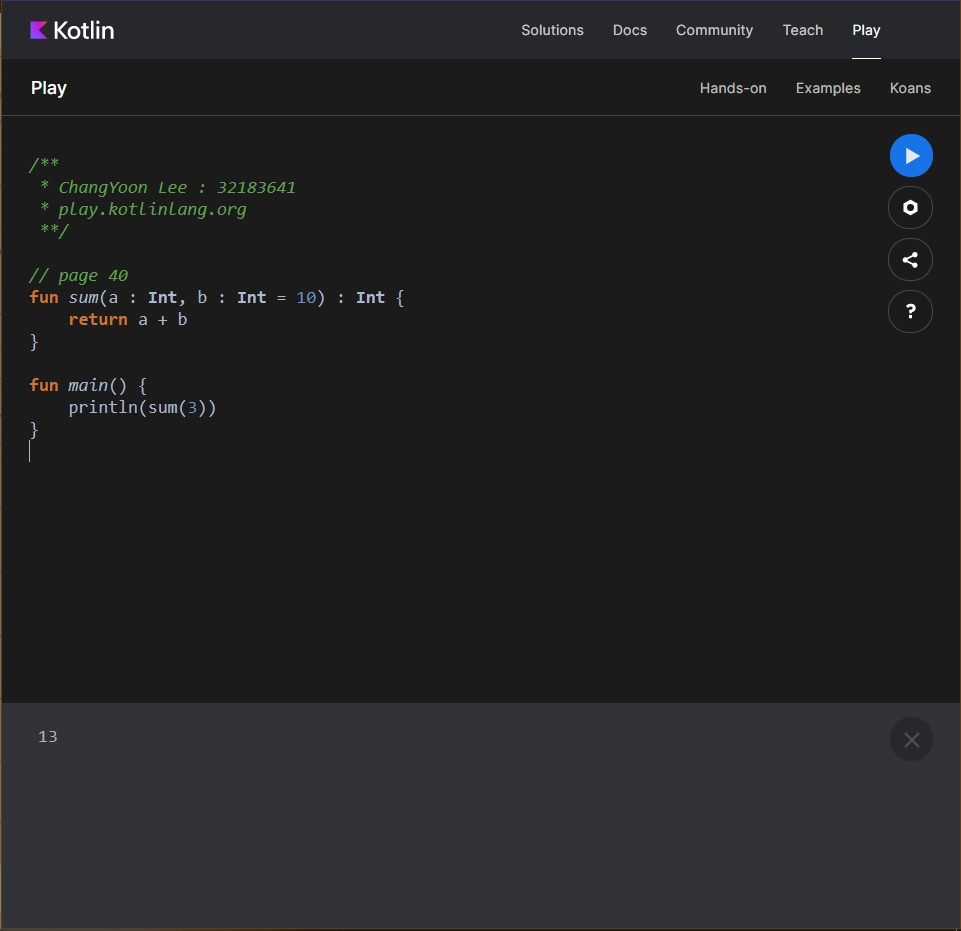 Kotlin Solutions Docs Community Teach Play
Play Hands-on Examples Koans
/**
 * ChangYoon Lee : 32183641
 * play.kotlinlang.org
 **/
// page 40
fun sum(a : Int, b : Int = 10) : Int {
    return a + b
}
fun main() {
    println(sum(3))
}
?
13